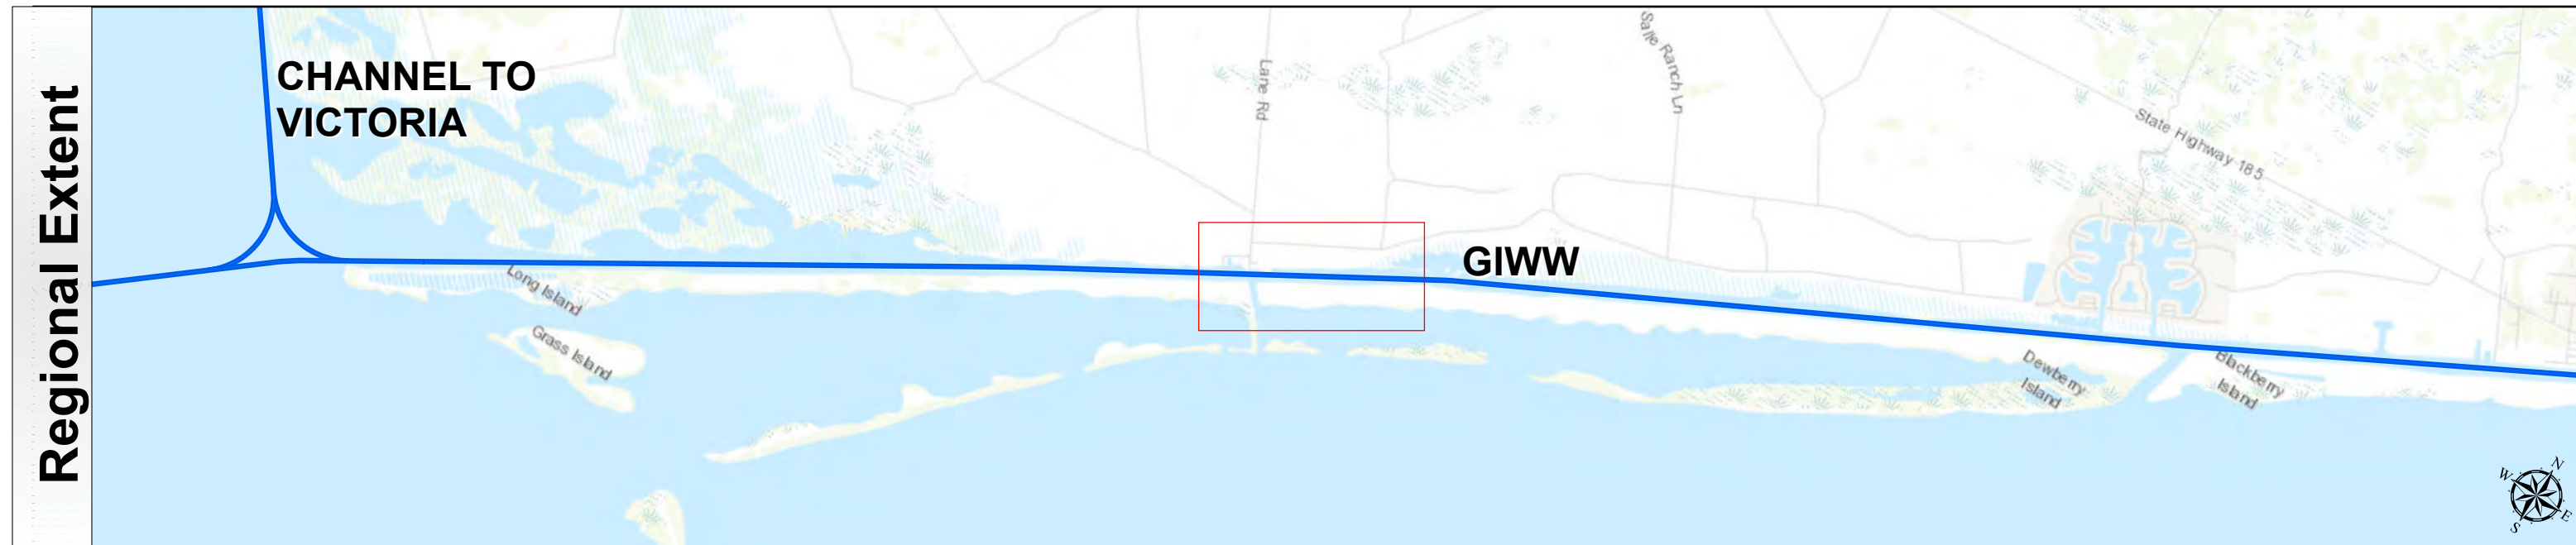 Regional Extent
CHANNEL TO
VICTORIA
Lane Rd
Salle Ranch Ln
State Highway 185
GIWW
Long Island
Grass Island
Dewberry
Island
Blackberry
Island
N
W
E
S